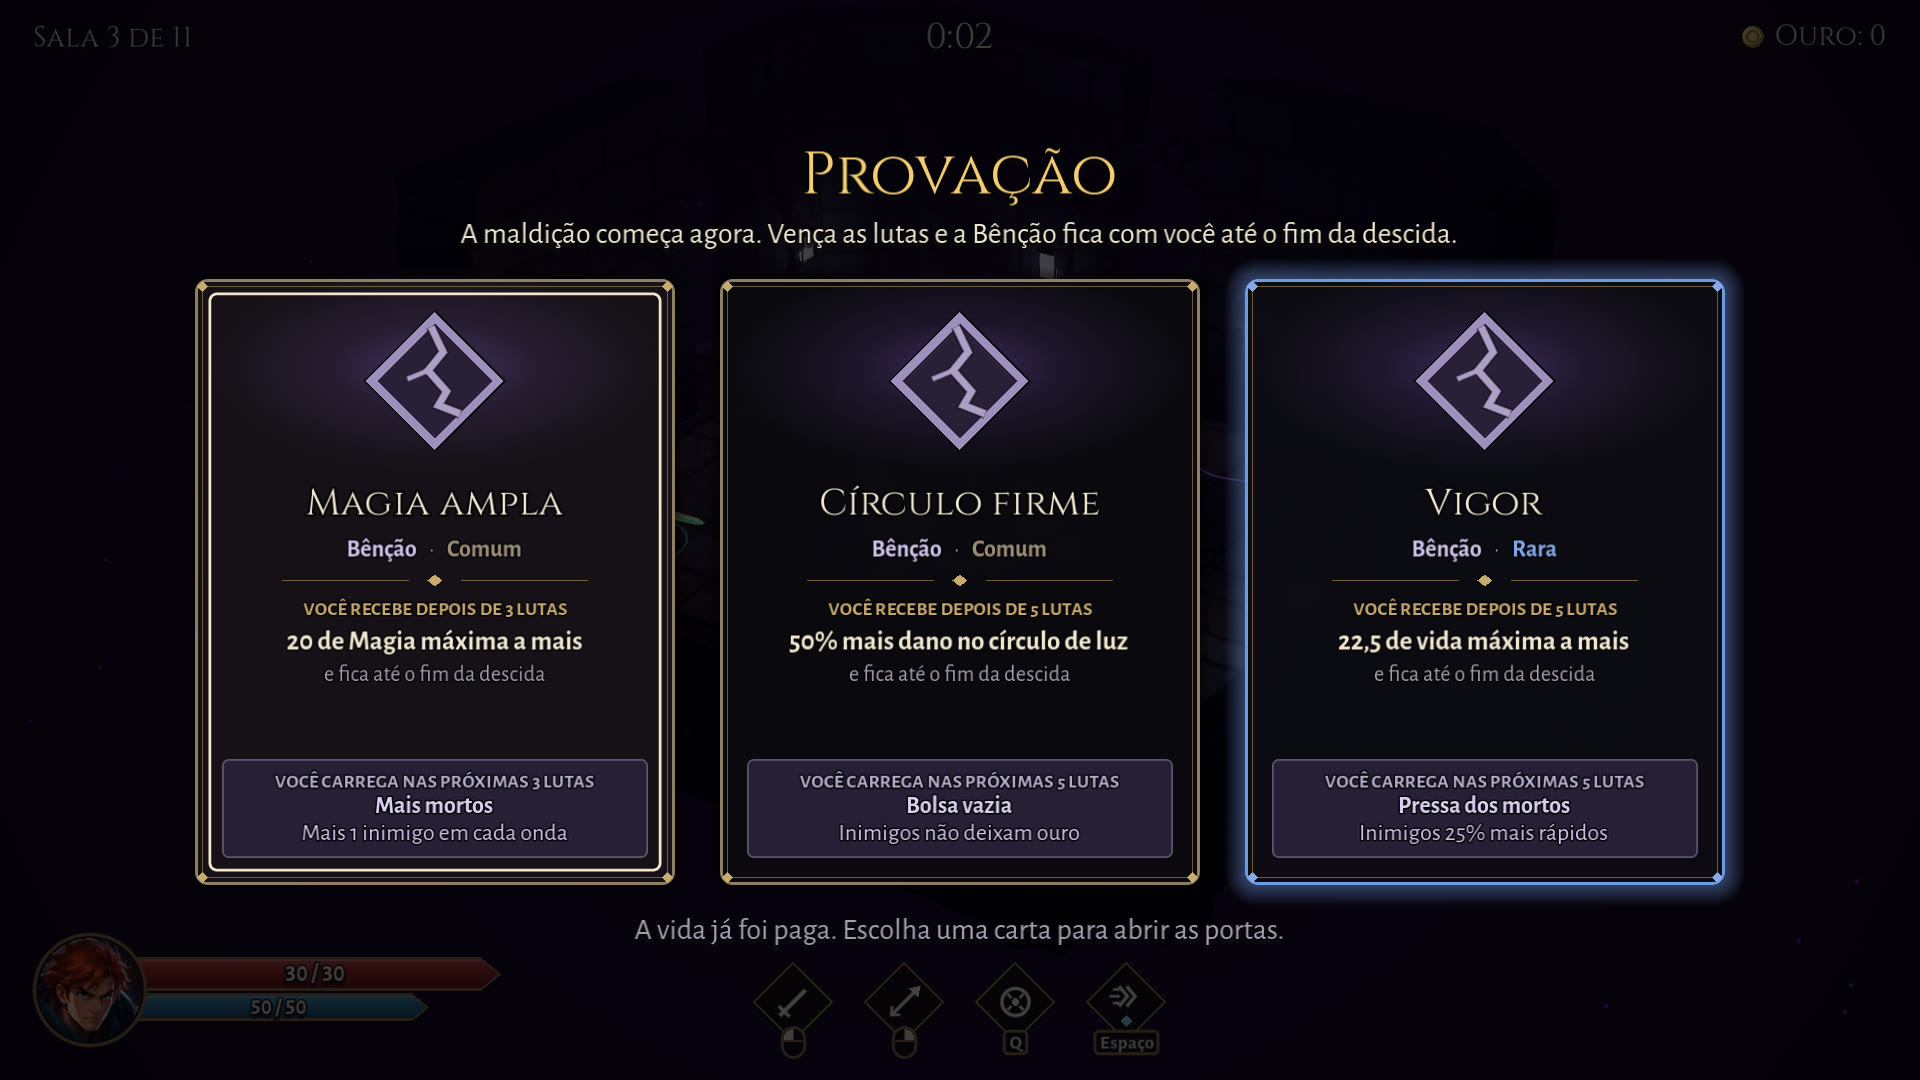 Sala 3 de 11
0:02
Ouro: 0
Provação
A maldição começa agora. Vença as lutas e a Bênção fica com você até o fim da descida.
Magia ampla
Bênção · Comum
VOCÊ RECEBE DEPOIS DE 3 LUTAS
20 de Magia máxima a mais
e fica até o fim da descida
VOCÊ CARREGA NAS PRÓXIMAS 3 LUTAS
Mais mortos
Mais 1 inimigo em cada onda
Círculo firme
Bênção · Comum
VOCÊ RECEBE DEPOIS DE 5 LUTAS
50% mais dano no círculo de luz
e fica até o fim da descida
VOCÊ CARREGA NAS PRÓXIMAS 5 LUTAS
Bolsa vazia
Inimigos não deixam ouro
Vigor
Bênção · Rara
VOCÊ RECEBE DEPOIS DE 5 LUTAS
22,5 de vida máxima a mais
e fica até o fim da descida
VOCÊ CARREGA NAS PRÓXIMAS 5 LUTAS
Pressa dos mortos
Inimigos 25% mais rápidos
A vida já foi paga. Escolha uma carta para abrir as portas.
30/30
50/50
Q
Espaço